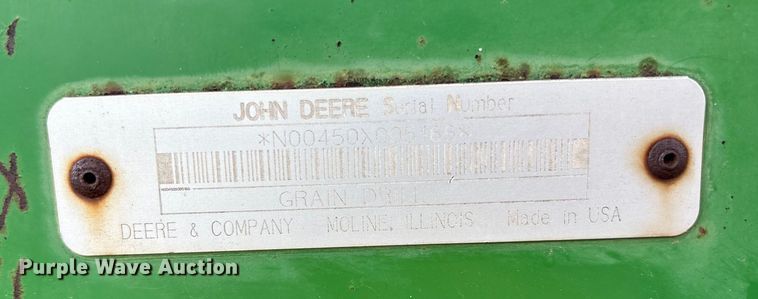 JOHN DEERE Serial Number
GRAIN DRILL
DEERE & COMPANY MOLINE, ILLINOIS Made in USA
Purple Wave Auction